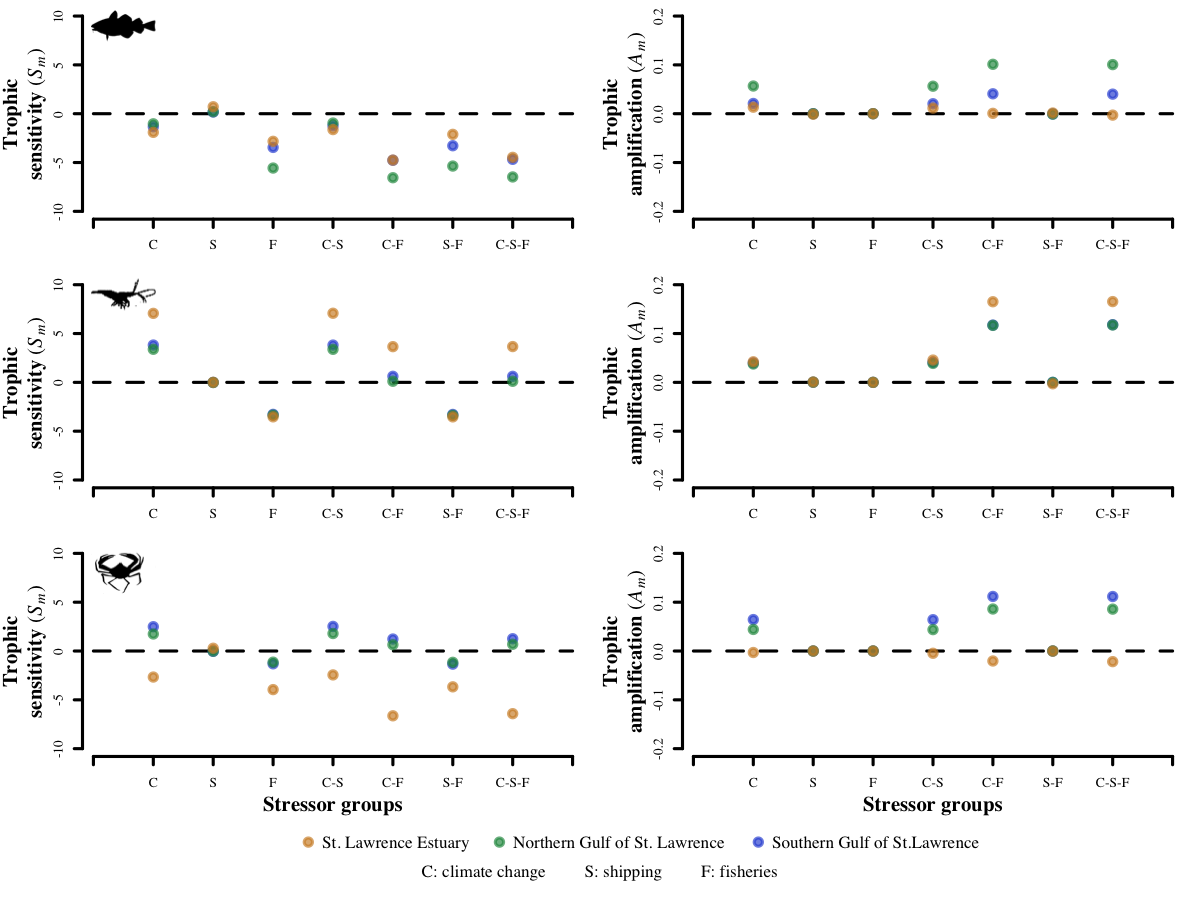 Trophic
sensitivity (Sm)
10
5
0
-5
-10
C S F C-S C-F S-F C-S-F
Trophic
amplification (Am)
0.2
0.1
0.0
-0.1
-0.2
C S F C-S C-F S-F C-S-F
Trophic
sensitivity (Sm)
10
5
0
-5
-10
C S F C-S C-F S-F C-S-F
Trophic
amplification (Am)
0.2
0.1
0.0
-0.1
-0.2
C S F C-S C-F S-F C-S-F
Trophic
sensitivity (Sm)
10
5
0
-5
-10
C S F C-S C-F S-F C-S-F
Stressor groups
Trophic
amplification (Am)
0.2
0.1
0.0
-0.1
-0.2
C S F C-S C-F S-F C-S-F
Stressor groups
St. Lawrence Estuary Northern Gulf of St. Lawrence Southern Gulf of St.Lawrence
C: climate change S: shipping F: fisheries